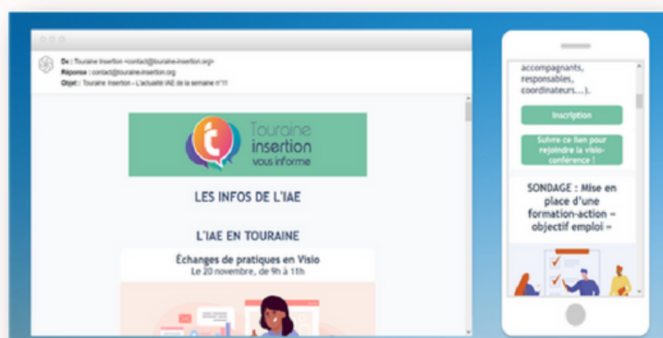 De : Touraine Insertion <contact@touraine-insertion.org>
Réponse : contact@touraine-insertion.org
Objet : Touraine Insertion - L'actualité IAE de la semaine n°11
Touraine
insertion
vous informe
LES INFOS DE L'IAE
L'IAE EN TOURAINE
Échanges de pratiques en Visio
Le 20 novembre, de 9h à 11h
accompagnants,
responsables,
coordinateurs...).
Inscription
Suivre ce lien pour
rejoindre la visio-
conférence !
SONDAGE : Mise en
place d'une
formation-action «
objectif emploi »